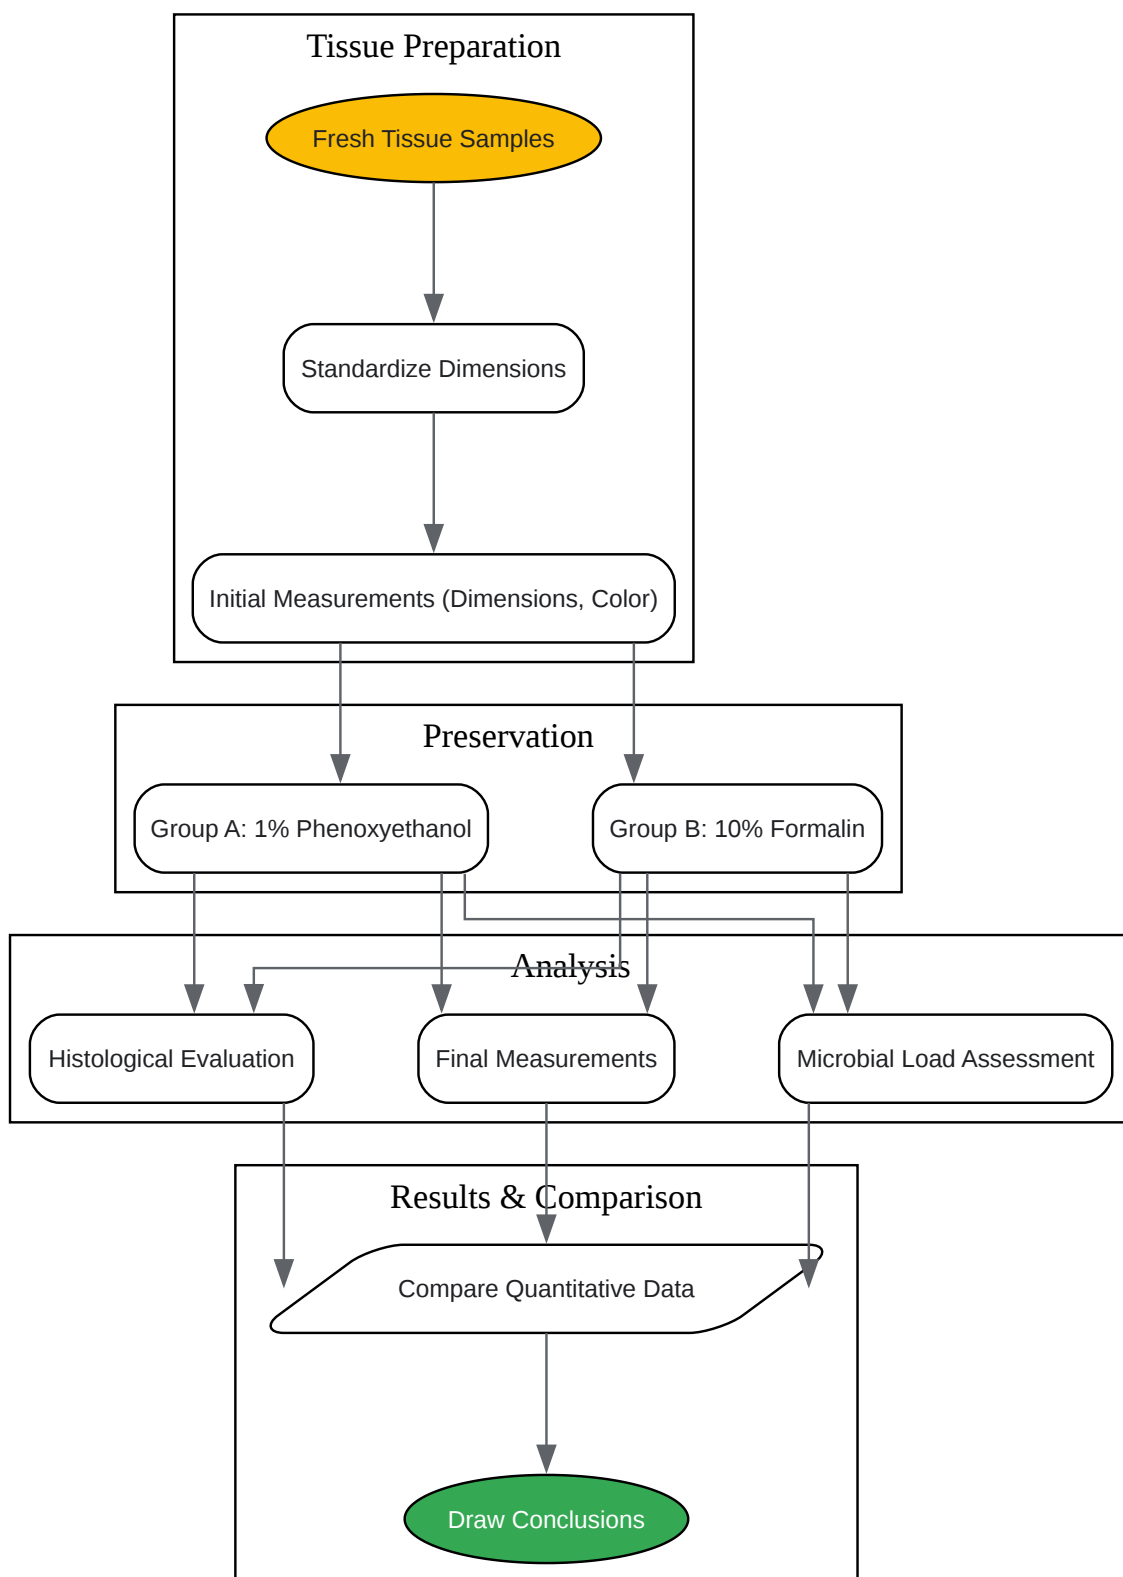 Tissue Preparation
Fresh Tissue Samples
Standardize Dimensions
Initial Measurements (Dimensions, Color)
Preservation
Group A: 1% Phenoxyethanol
Group B: 10% Formalin
Analysis
Histological Evaluation
Final Measurements
Microbial Load Assessment
Results & Comparison
Compare Quantitative Data
Draw Conclusions